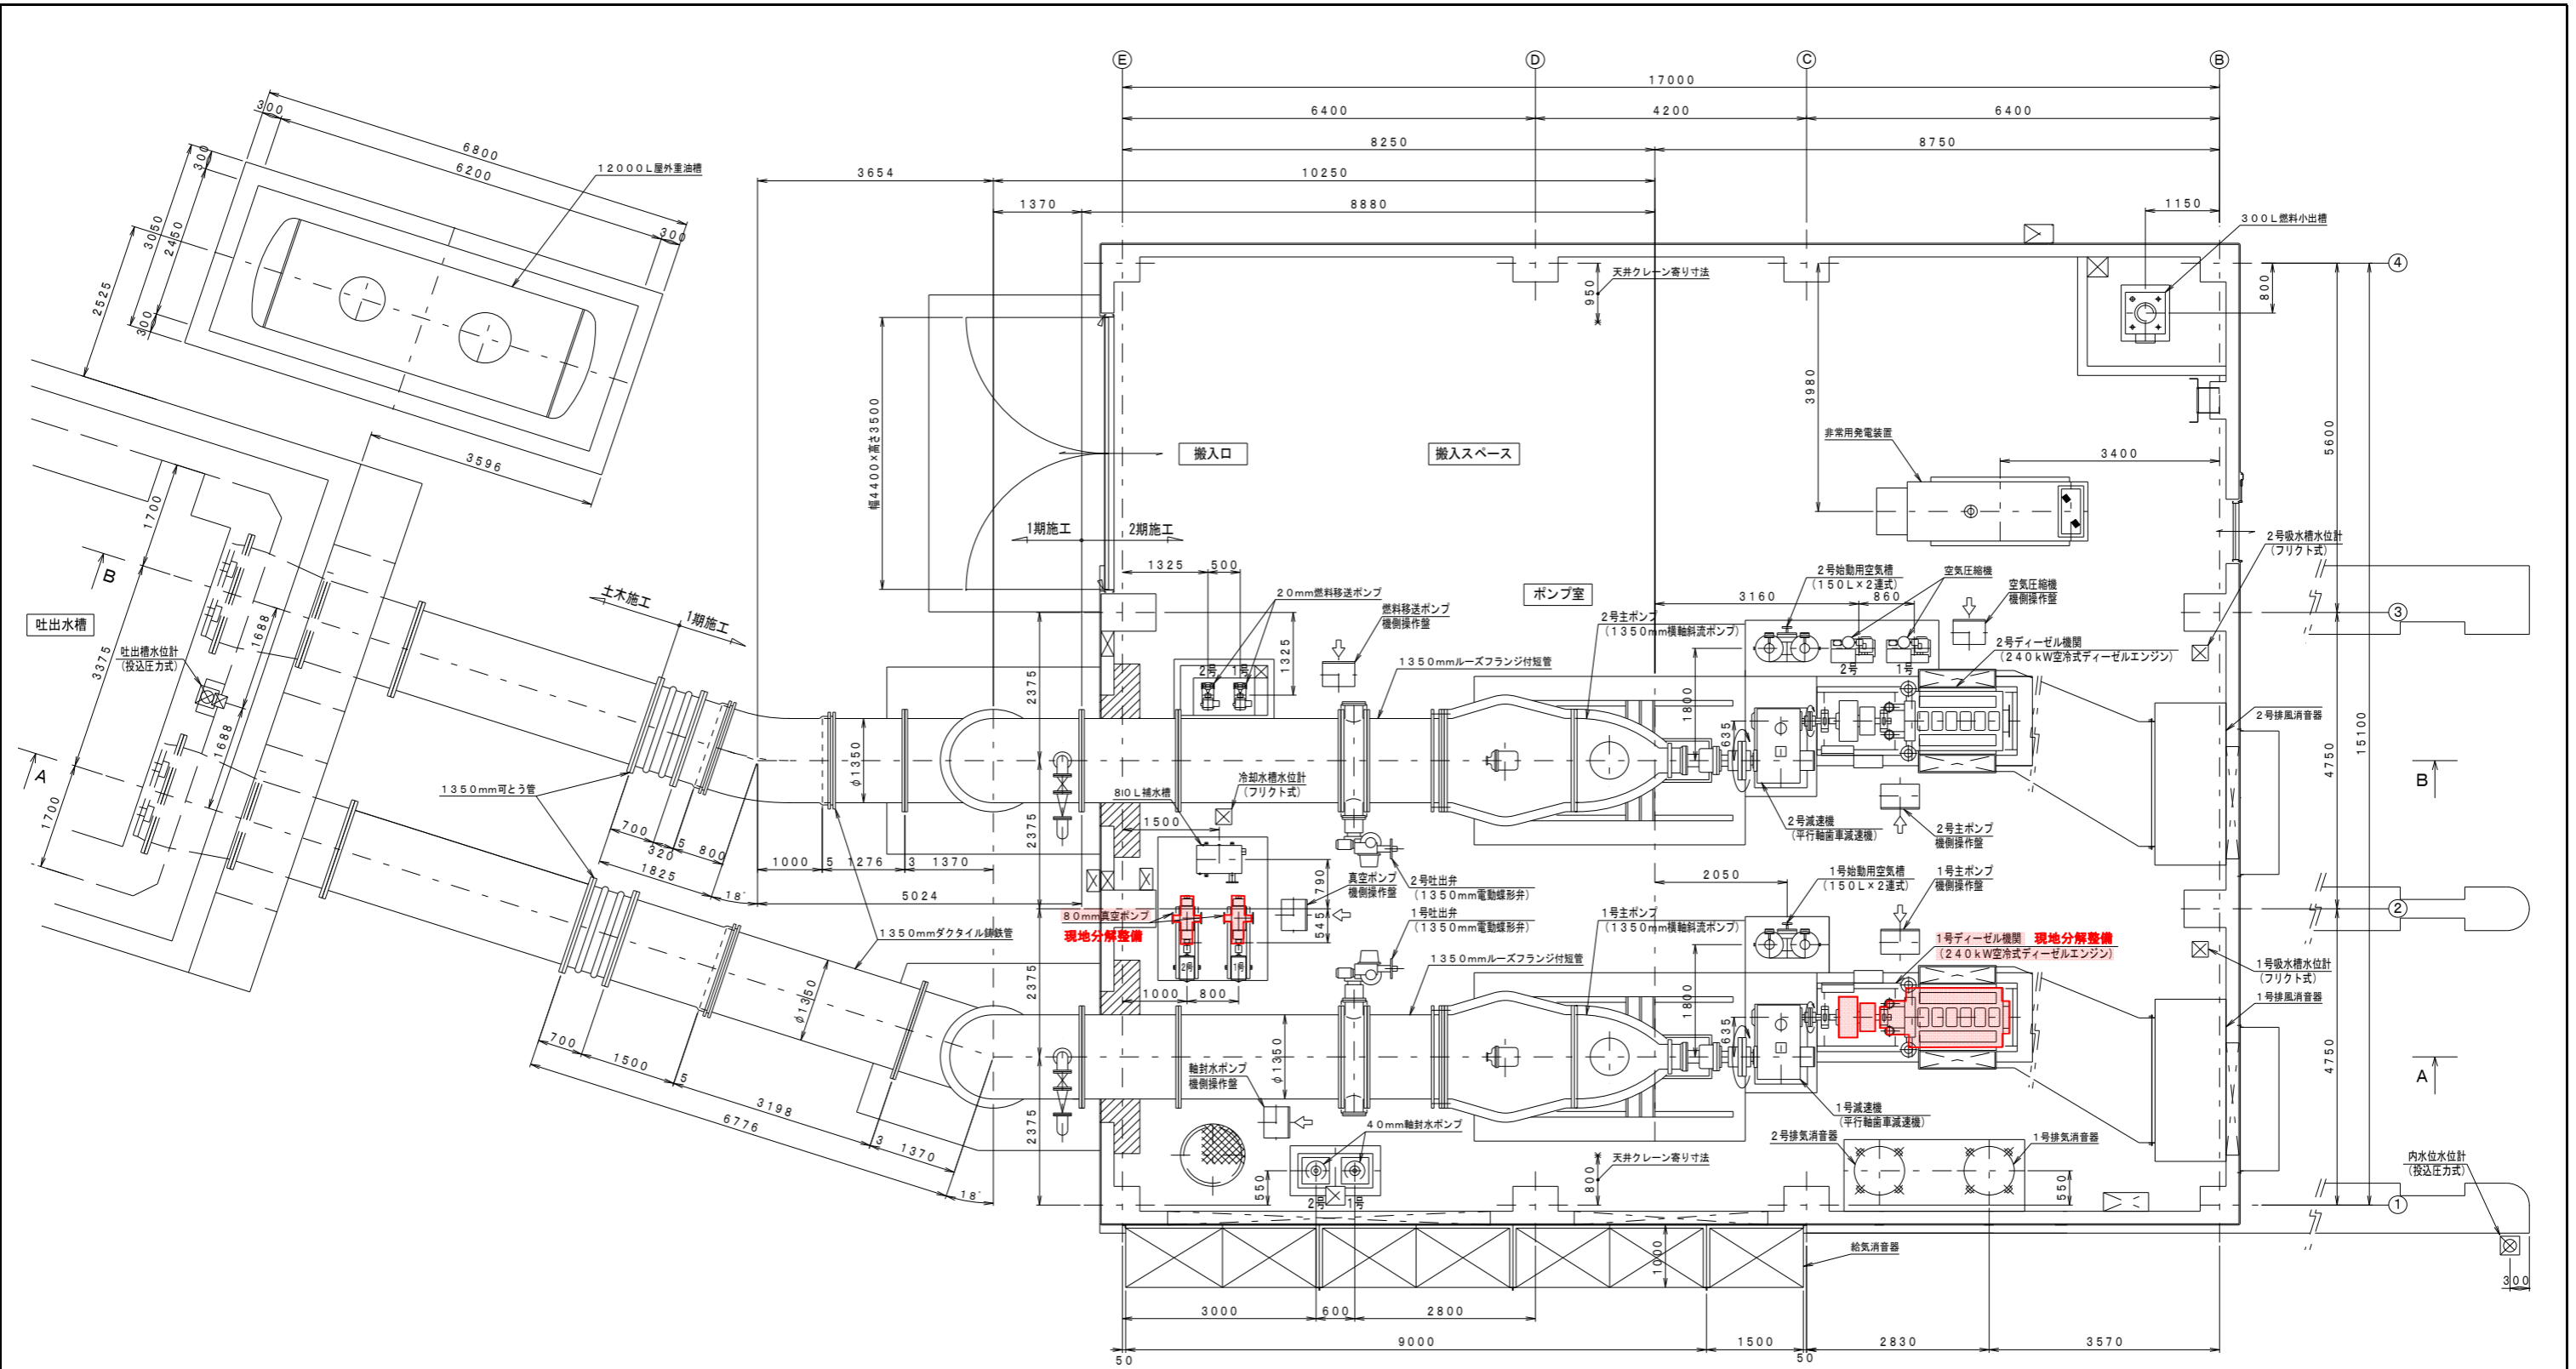 E
D
C
B
17000
6400
4200
6400
8250
8750
3654
10250
1370
8880
1150
300L燃料小出槽
300
6800
6200
300
12000L屋外重油槽
300
3050
2450
2525
300
3596
天井クレーン寄り寸法
950
4
800
3980
幅4400×高さ3500
搬入口
搬入スペース
非常用発電装置
3400
5600
15100
1700
B
吐出水槽
3375
吐出槽水位計
(投込圧力式)
1688
1688
A
1700
土木施工
1期施工
1期施工
2期施工
1325
500
20mm燃料移送ポンプ
燃料移送ポンプ
機側操作盤
1325
2号
1号
ポンプ室
2号主ポンプ
(1350mm横軸斜流ポンプ)
1350mmルーズフランジ付短管
3160
860
2号始動用空気槽
(150L×2連式)
空気圧縮機
空気圧縮機
機側操作盤
2号
1号
2号ディーゼル機関
(240kW空冷式ディーゼルエンジン)
2号吸水槽水位計
(フリクト式)
3
2号排風消音器
4750
B
2375
φ1350
1800
635
1350mm可とう管
700
5
800
320
1825
18°
1000
5
1276
3
1370
5024
2375
810L補水槽
冷却水槽水位計
(フリクト式)
1500
790
545
真空ポンプ
機側操作盤
80mm真空ポンプ
現地分解整備
2号
1号
1000
800
2号吐出弁
(1350mm電動蝶形弁)
1号吐出弁
(1350mm電動蝶形弁)
2号減速機
(平行軸歯車減速機)
2号主ポンプ
機側操作盤
2050
1号始動用空気槽
(150L×2連式)
1号主ポンプ
機側操作盤
2
1号主ポンプ
(1350mm横軸斜流ポンプ)
1350mmルーズフランジ付短管
1号ディーゼル機関 現地分解整備
(240kW空冷式ディーゼルエンジン)
1号吸水槽水位計
(フリクト式)
1号排風消音器
4750
A
1350mmダクタイル鋳鉄管
2375
φ1350
φ1350
1800
635
700
1500
5
3198
6776
3
1370
18°
2375
軸封水ポンプ
機側操作盤
40mm軸封水ポンプ
550
2号
1号
天井クレーン寄り寸法
800
1号減速機
(平行軸歯車減速機)
2号排気消音器
1号排気消音器
550
内水位水位計
(投込圧力式)
1
300
1000
給気消音器
3000
600
2800
50
9000
1500
50
2830
3570